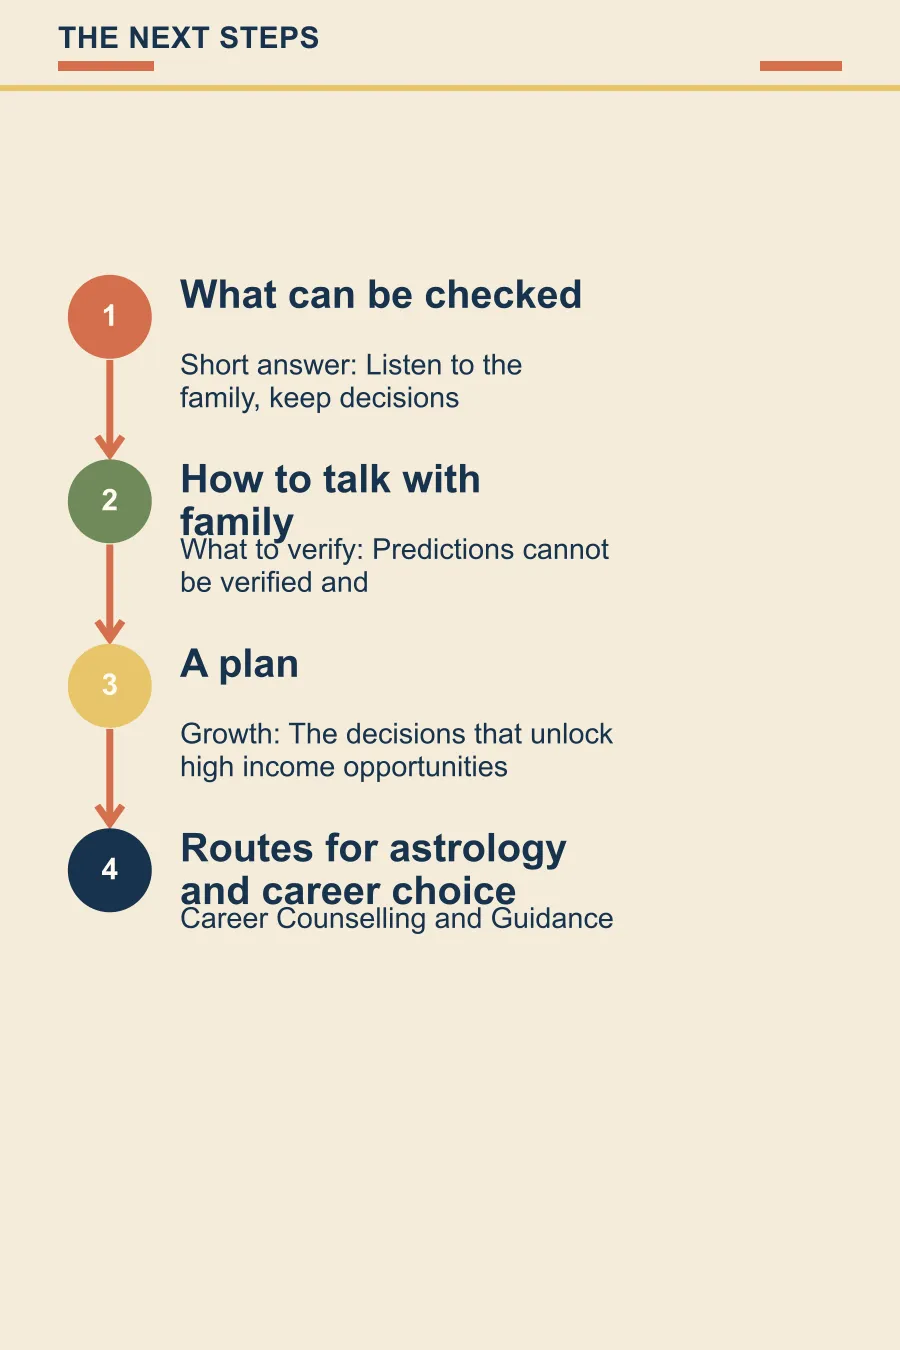 THE NEXT STEPS
1
What can be checked
Short answer: Listen to the
family, keep decisions
2
How to talk with
family
What to verify: Predictions cannot
be verified and
3
A plan
Growth: The decisions that unlock
high income opportunities
4
Routes for astrology
and career choice
Career Counselling and Guidance